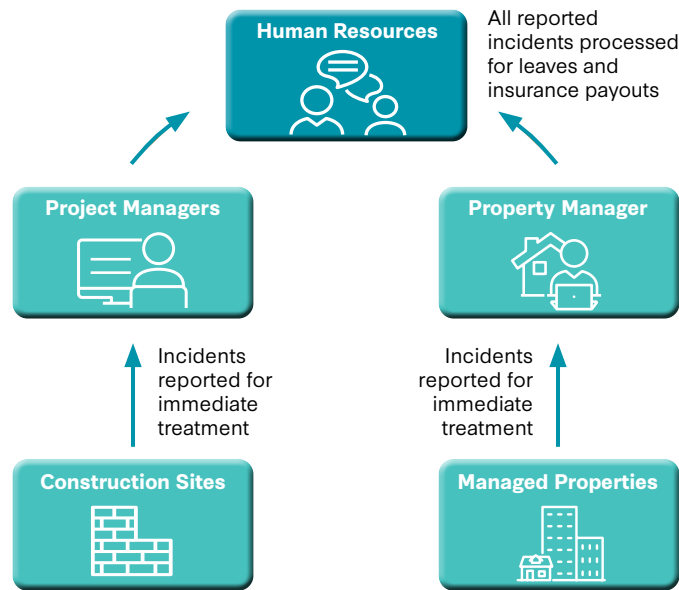 Human Resources
All reported
incidents processed
for leaves and
insurance payouts
Project Managers
Property Manager
Incidents
reported for
immediate
treatment
Incidents
reported for
immediate
treatment
Construction Sites
Managed Properties